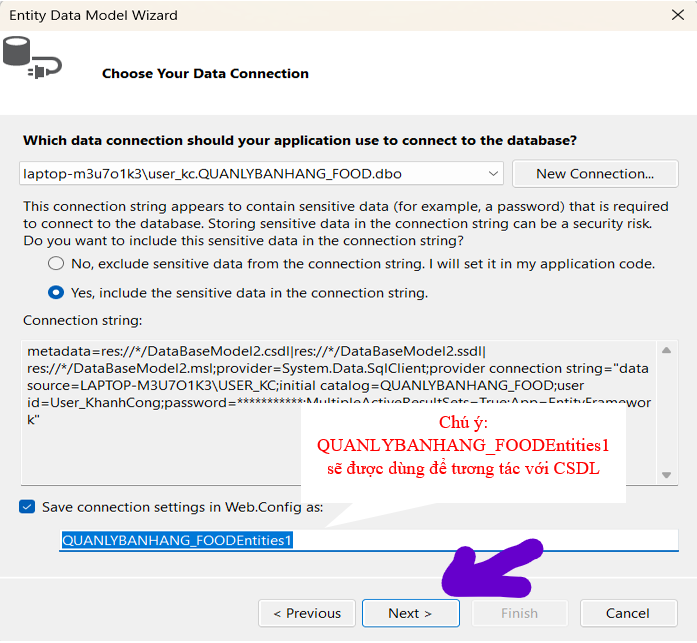 Entity Data Model Wizard
Choose Your Data Connection
Which data connection should your application use to connect to the database?
laptop-m3u7o1k3\user_kc.QUANLYBANHANG_FOOD.dbo
New Connection...
This connection string appears to contain sensitive data (for example, a password) that is required
to connect to the database. Storing sensitive data in the connection string can be a security risk.
Do you want to include this sensitive data in the connection string?
No, exclude sensitive data from the connection string. I will set it in my application code.
Yes, include the sensitive data in the connection string.
Connection string:
metadata=res://*/DataBaseModel2.csdl|res://*/DataBaseModel2.ssdl|
res://*/DataBaseModel2.msl;provider=System.Data.SqlClient;provider connection string="data
source=LAPTOP-M3U7O1K3\USER_KC;initial catalog=QUANLYBANHANG_FOOD;user
id=User_KhanhCong;password=***********;MultipleActiveResultSets=True;App=EntityFramewor
k"
Chú ý:
QUANLYBANHANG_FOODEntities1
sẽ được dùng để tương tác với CSDL
Save connection settings in Web.Config as:
QUANLYBANHANG_FOODEntities1
< Previous
Next >
Finish
Cancel